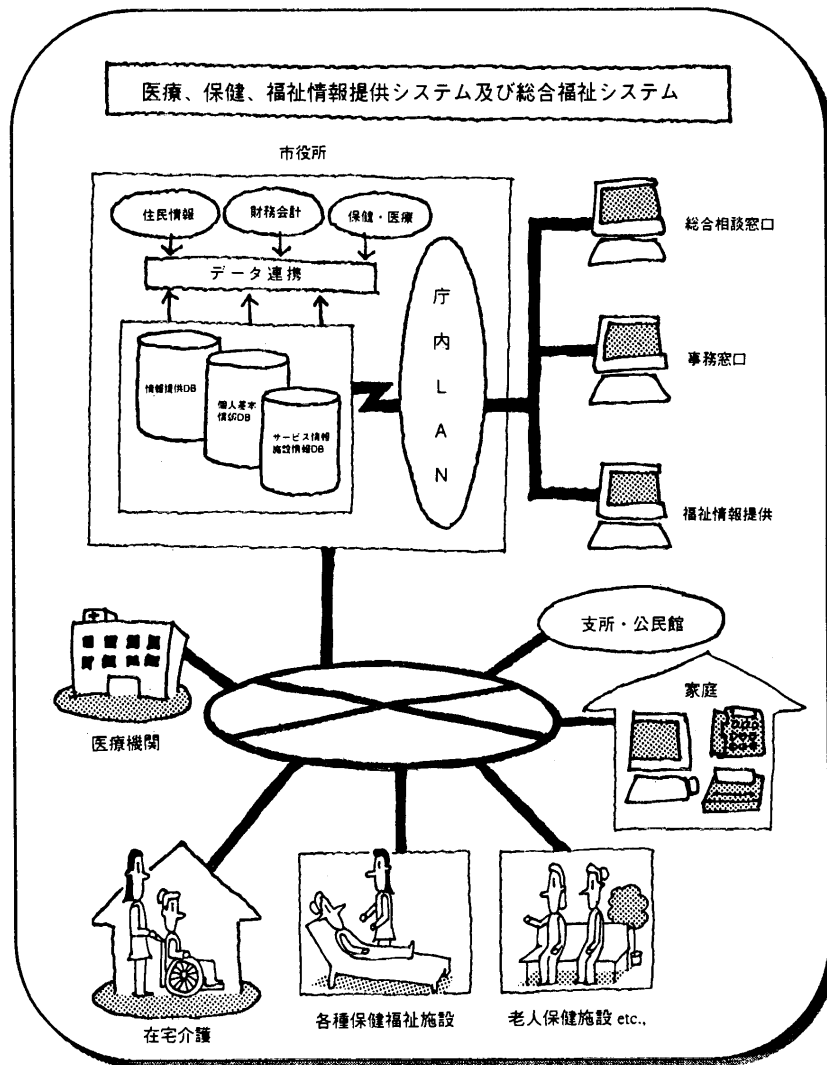 医療、保健、福祉情報提供システム及び総合福祉システム
市役所
住民情報
財務会計
保健・医療
データ連携
情報提供DB
個人基本
情報DB
サービス情報
施設情報DB
庁内LAN
総合相談窓口
事務窓口
福祉情報提供
支所・公民館
家庭
医療機関
在宅介護
各種保健福祉施設
老人保健施設 etc.,